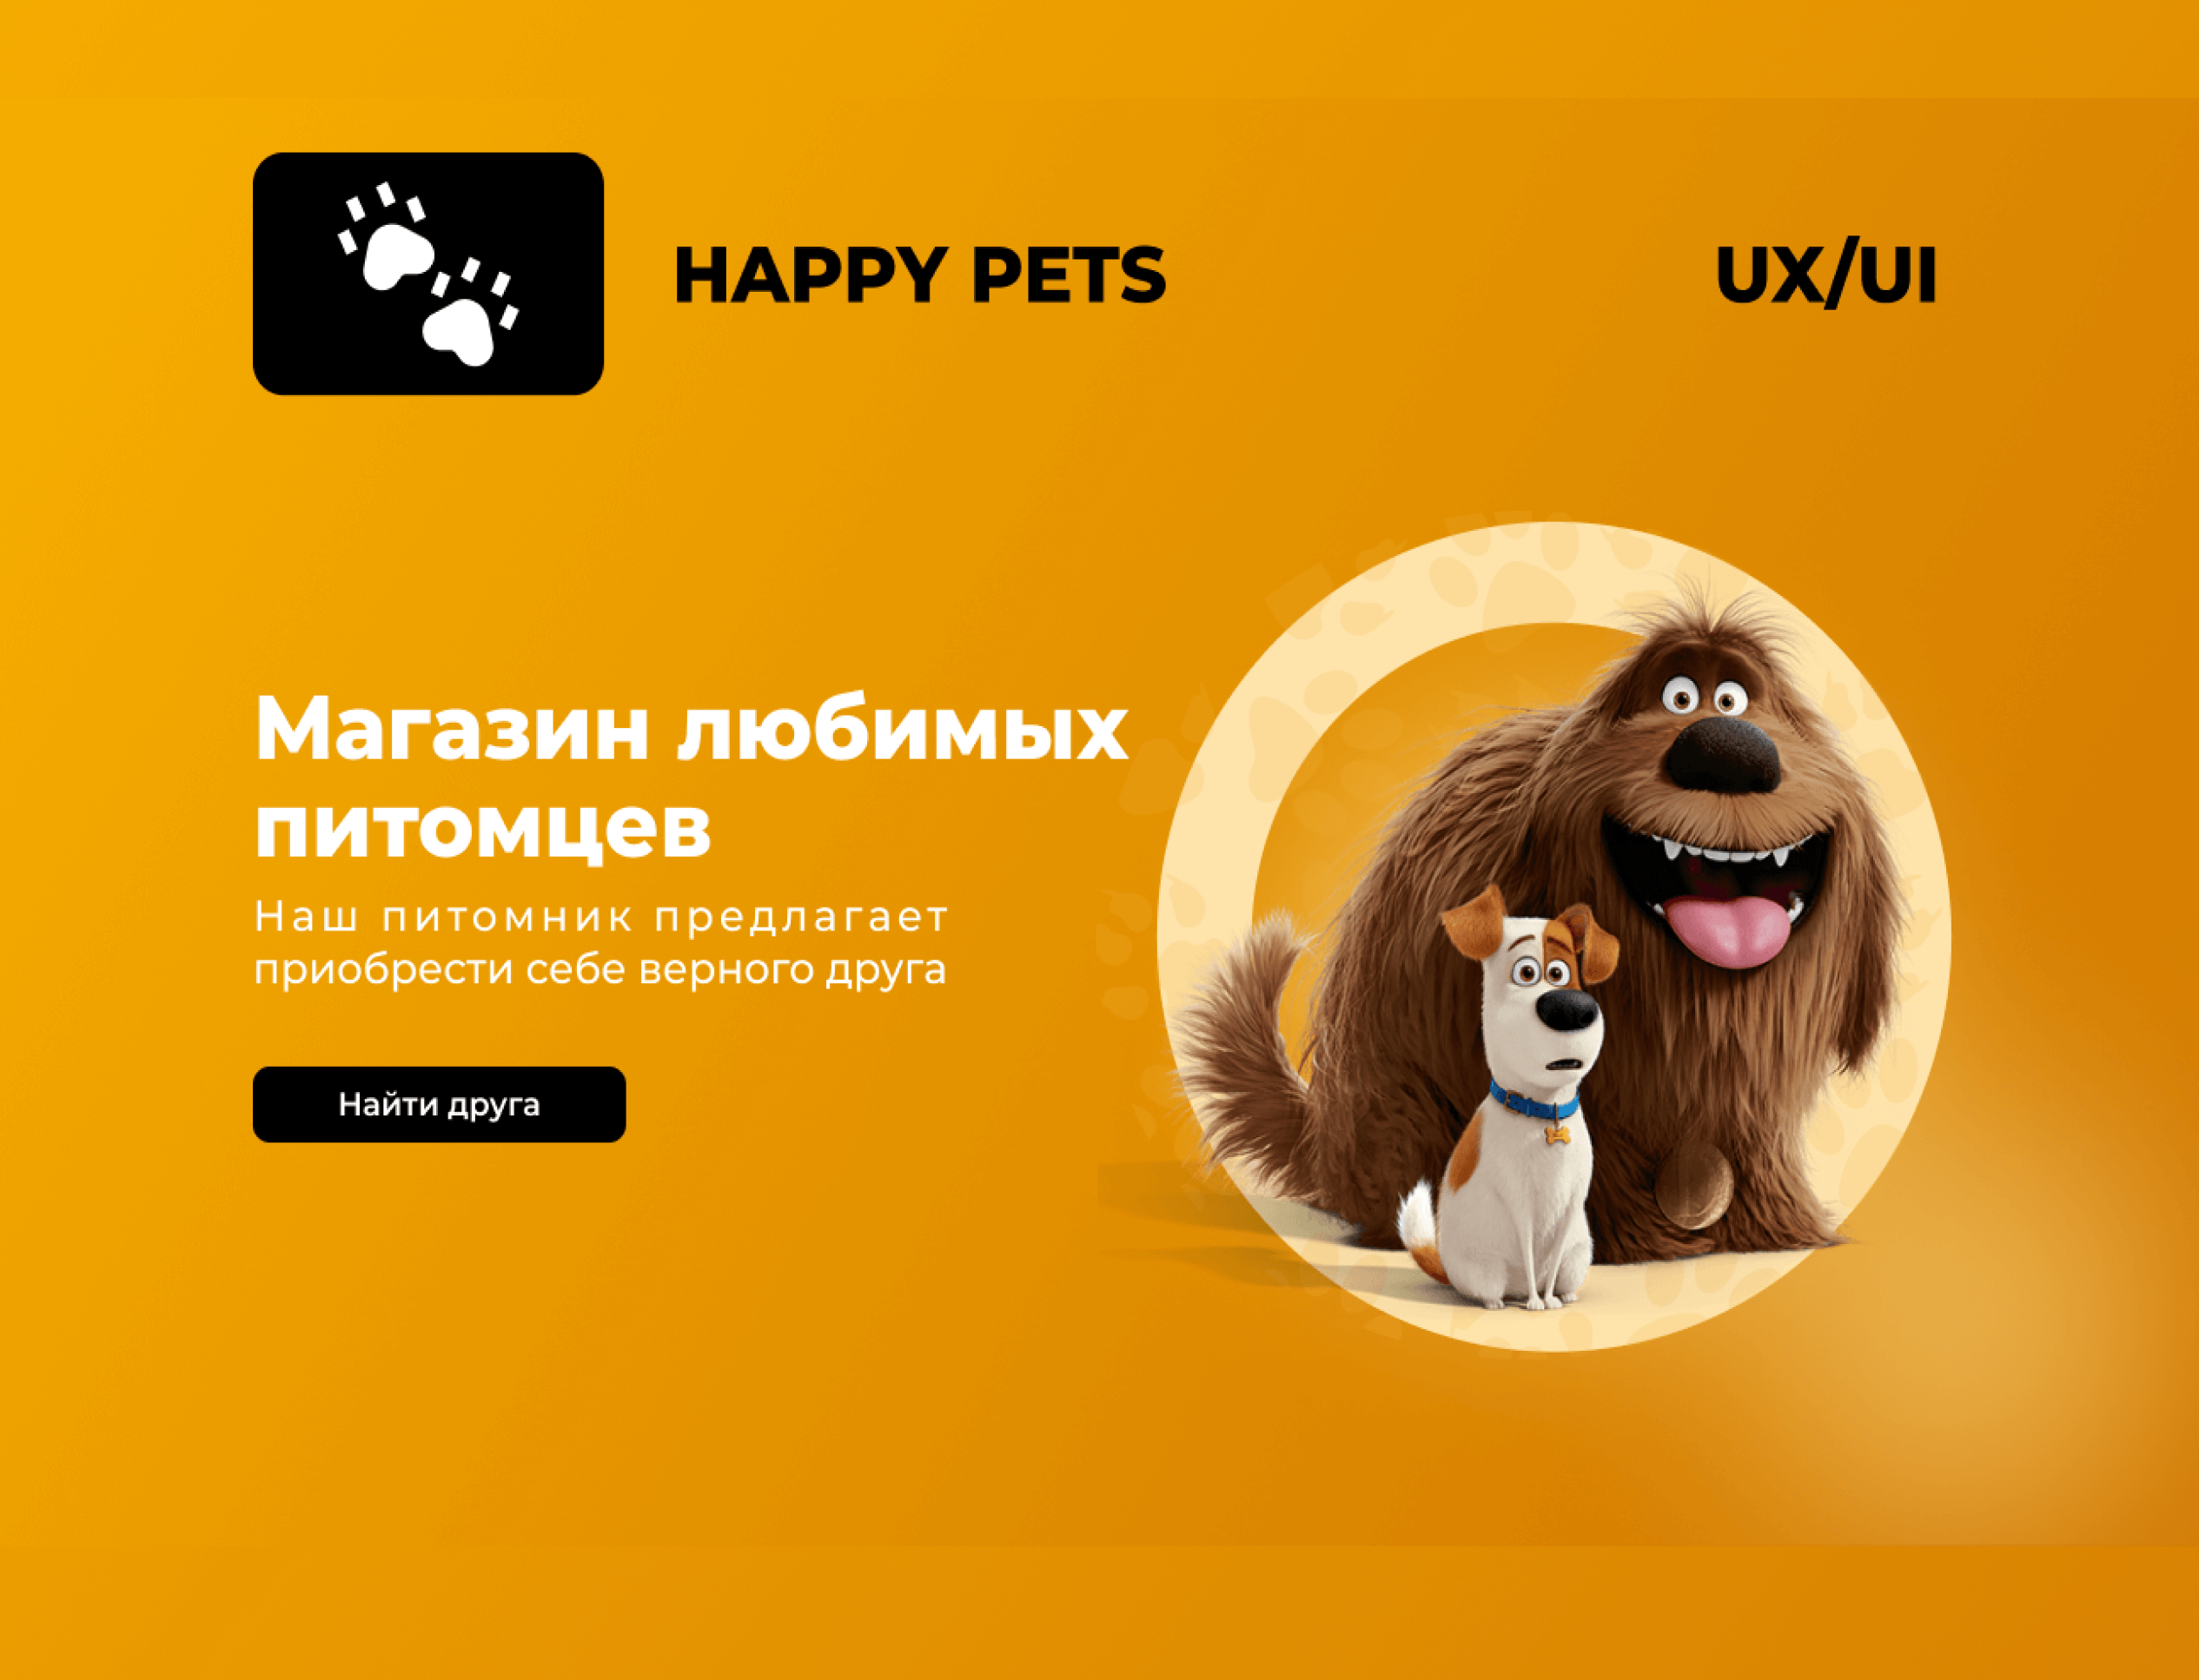 HAPPY PETS
UX/UI
Магазин любимых
питомцев
Наш питомник предлагает
приобрести себе верного друга
Найти друга